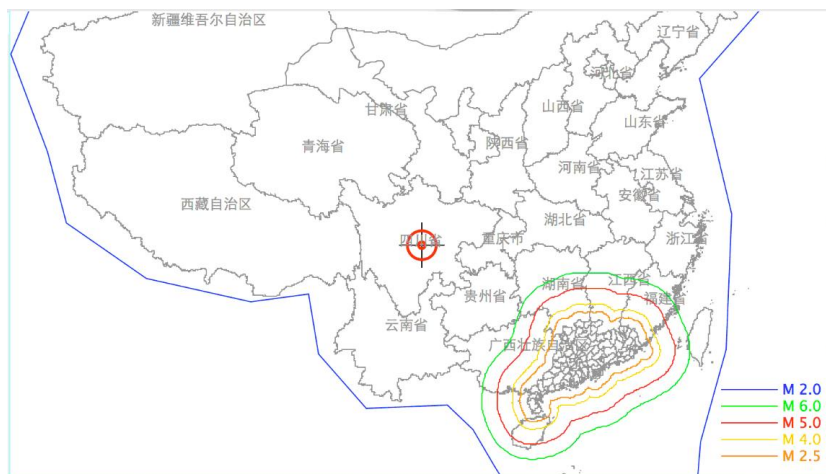 新疆维吾尔自治区
辽宁省
河北省
甘肃省
山西省
山东省
青海省
陕西省
河南省
江苏省
安徽省
西藏自治区
湖北省
四川省
重庆市
浙江省
湖南省
江西省
贵州省
福建省
云南省
广西壮族自治区
M 2.0
M 6.0
M 5.0
M 4.0
M 2.5